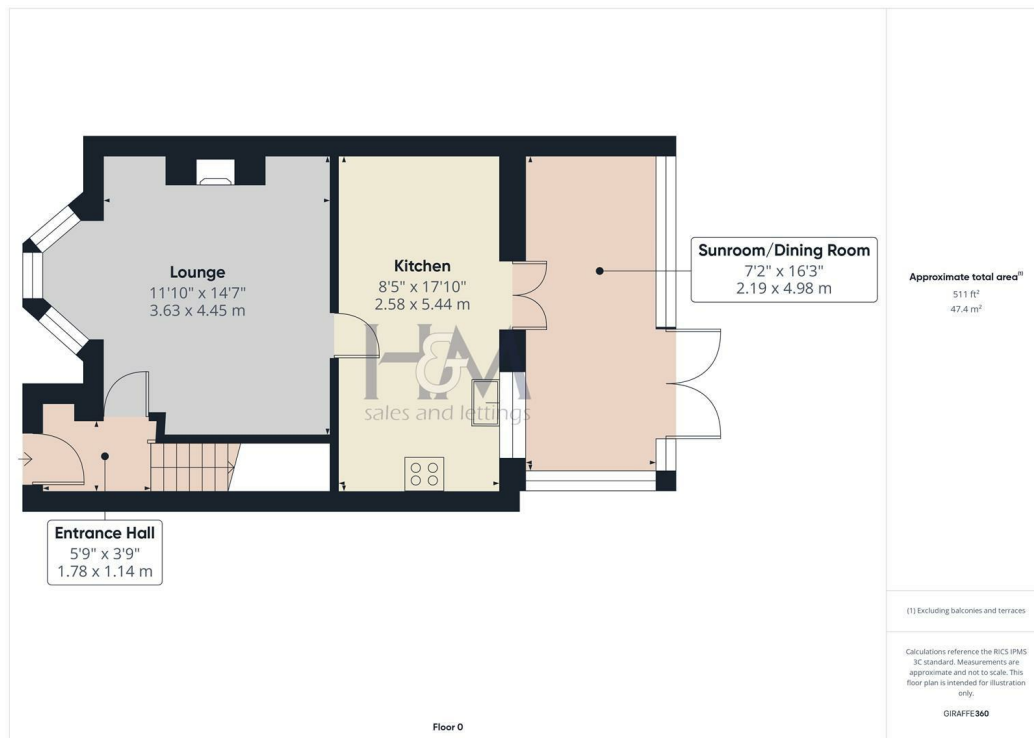 Lounge
11'10" x 14'7"
3.63 x 4.45 m
Kitchen
8'5" x 17'10"
2.58 x 5.44 m
Sunroom/Dining Room
7'2" x 16'3"
2.19 x 4.98 m
H&M
sales and lettings
Entrance Hall
5'9" x 3'9"
1.78 x 1.14 m
Floor 0
Approximate total area(1)
511 ft²
47.4 m²
(1) Excluding balconies and terraces
Calculations reference the RICS IPMS
3C standard. Measurements are
approximate and not to scale. This
floor plan is intended for illustration
only.
GIRAFFE360